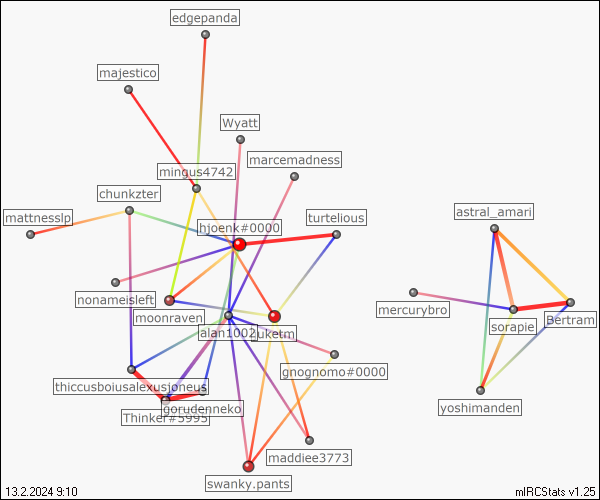 edgepanda
majestico
Wyatt
marcemadness
mingus4742
chunkzter
mattnesslp
hjoenk#0000
turtelious
astral_amari
nonameisleft
moonraven
alan1002
mercurybro
sorapie
Bertram
gnognomo#0000
thiccusboiusalexusjoneus
gorudenneko
Thinker#5995
yoshimanden
maddiee3773
swanky.pants
13.2.2024 9:10
mIRCStats v1.25